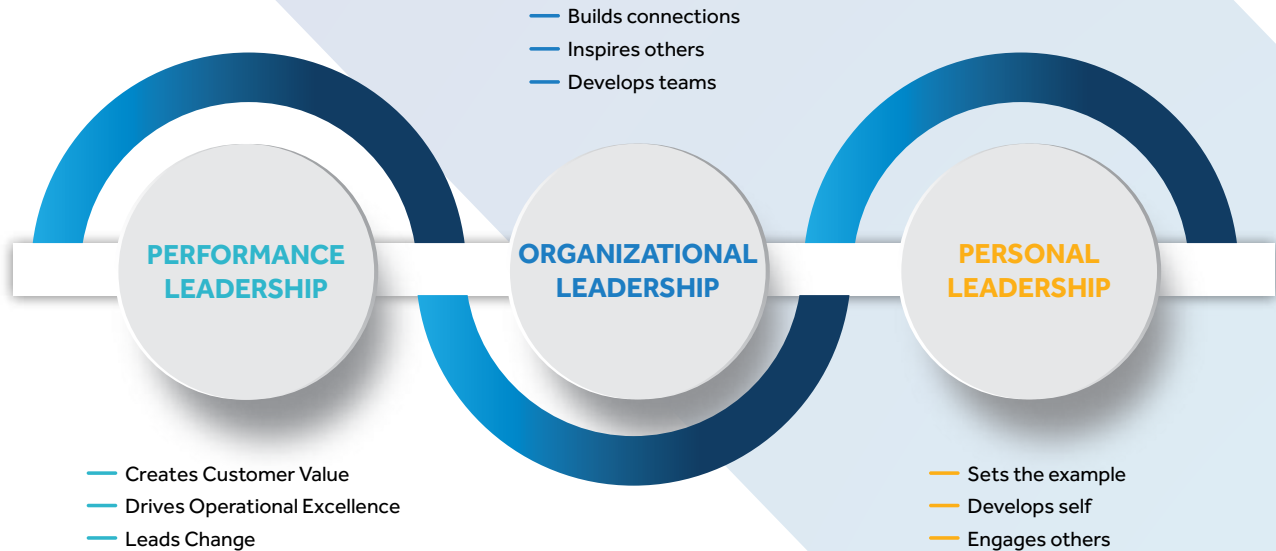 Builds connections
Inspires others
Develops teams
PERFORMANCE
LEADERSHIP
ORGANIZATIONAL
LEADERSHIP
PERSONAL
LEADERSHIP
Creates Customer Value
Drives Operational Excellence
Leads Change
Sets the example
Develops self
Engages others